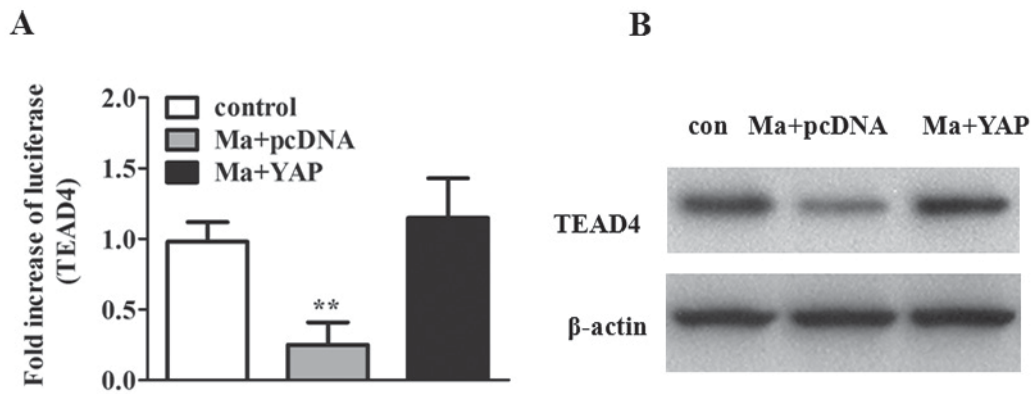 A
Fold increase of luciferase
(TEAD4)
2.0
1.5
1.0
0.5
0.0
control
Ma+pcDNA
Ma+YAP
**
B
con Ma+pcDNA Ma+YAP
TEAD4
β-actin